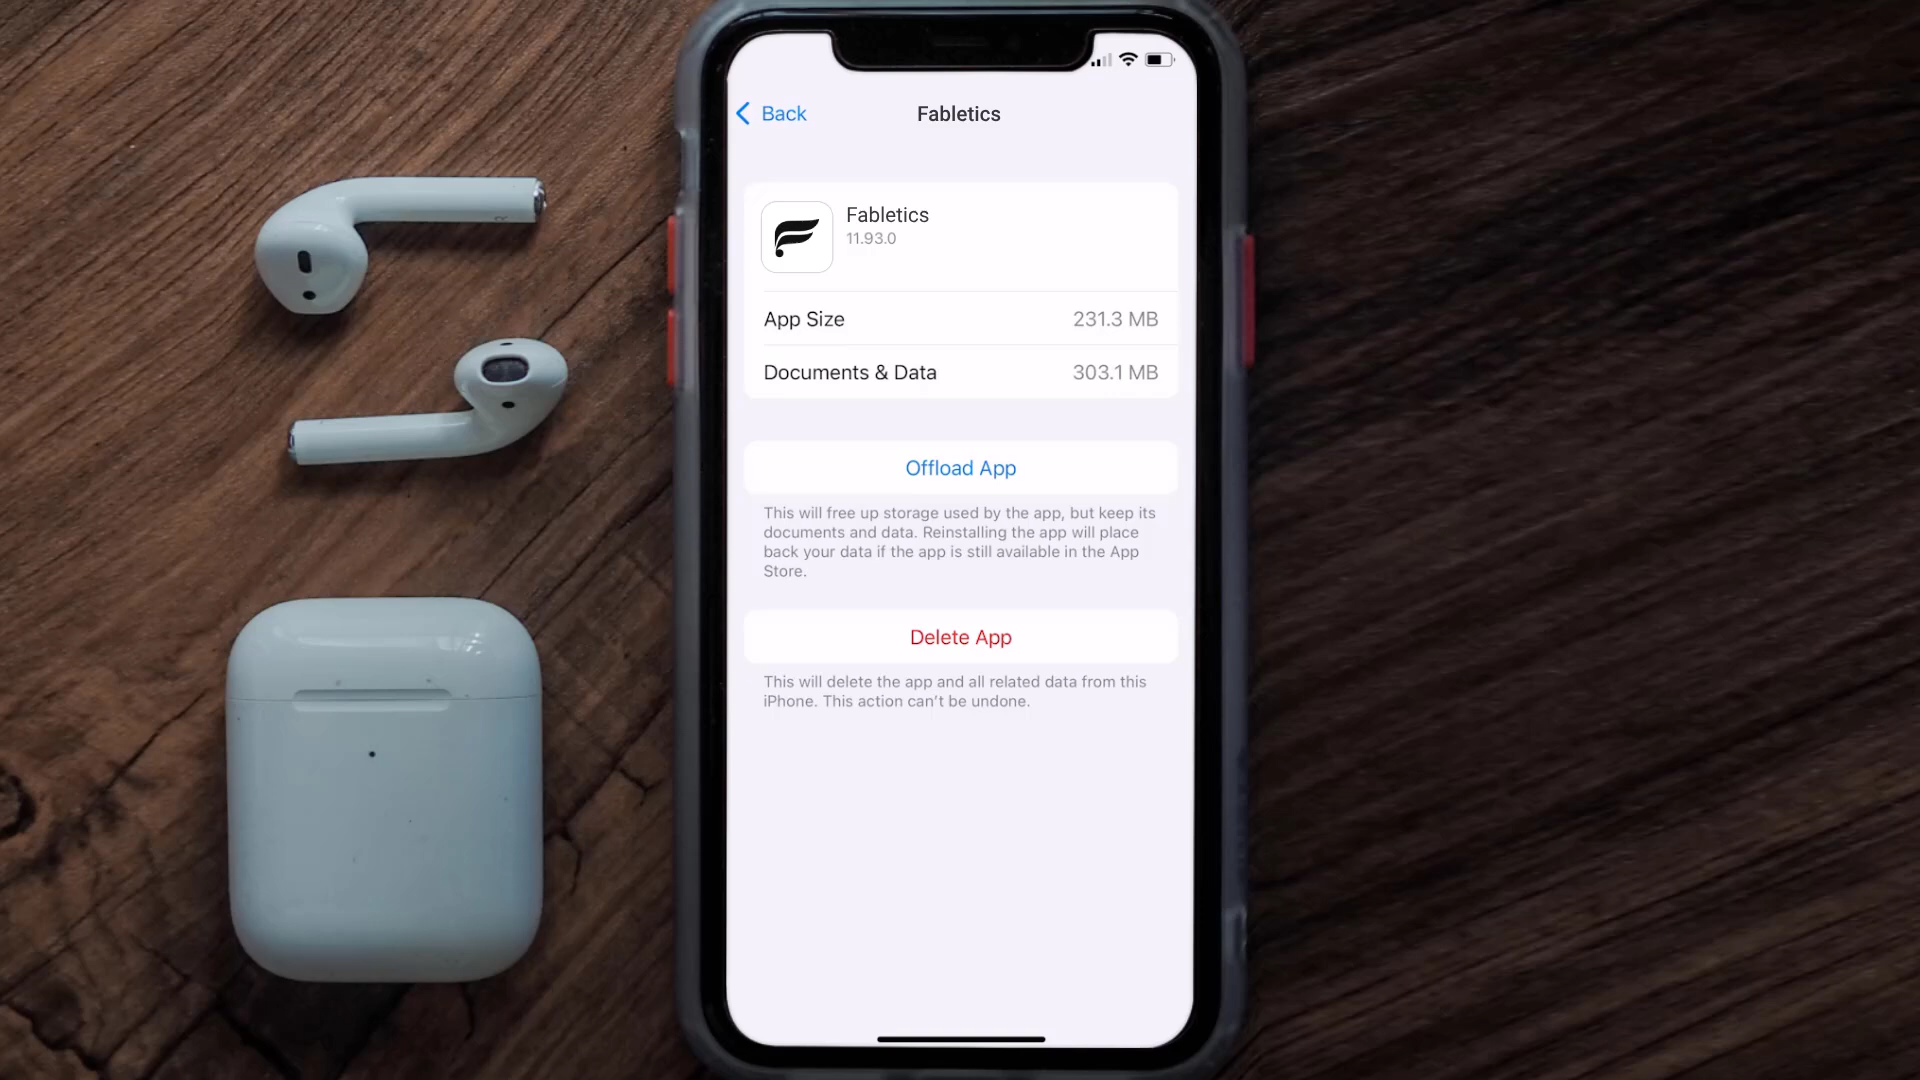 Back
Fabletics
Fabletics
11.93.0
App Size 231.3 MB
Documents & Data 303.1 MB
Offload App
This will free up storage used by the app, but keep its
documents and data. Reinstalling the app will place
back your data if the app is still available in the App
Store.
Delete App
This will delete the app and all related data from this
iPhone. This action can't be undone.